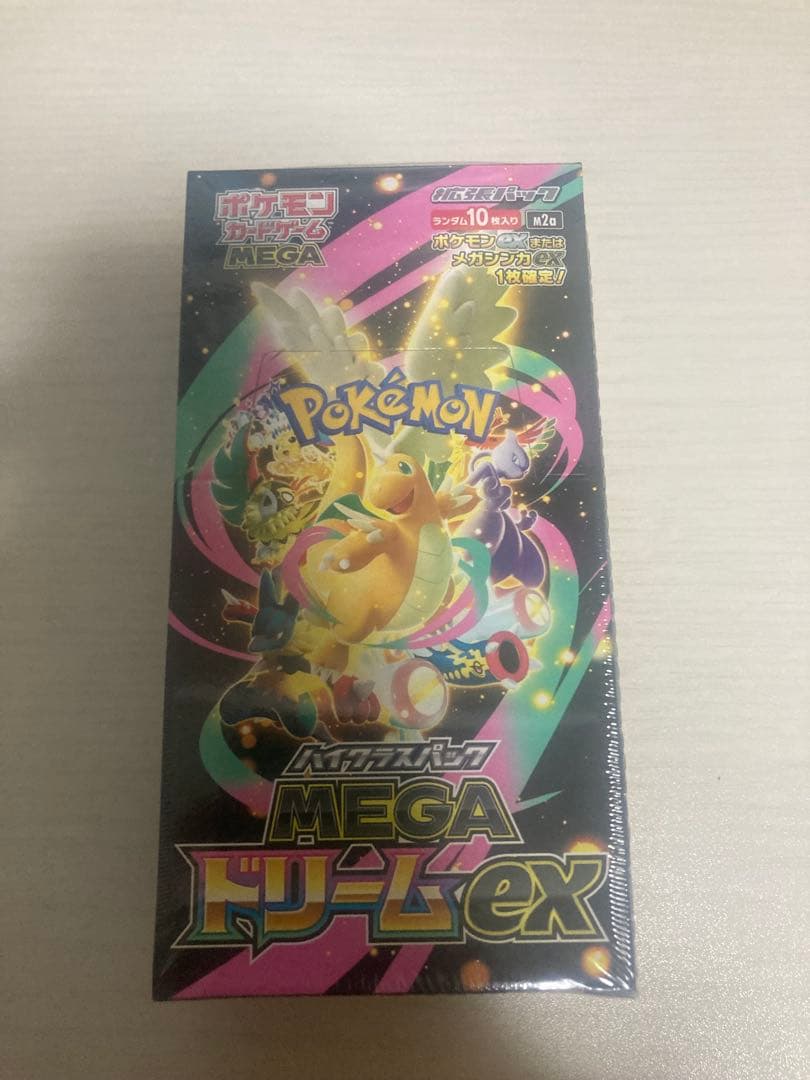 ポケモン
カードゲーム
MEGA
拡張パック
ランダム10枚入り M2a
ポケモンexまたは
メガシンカex
1枚確定！
POKéMON
ハイクラスパック
MEGA
ドリームex